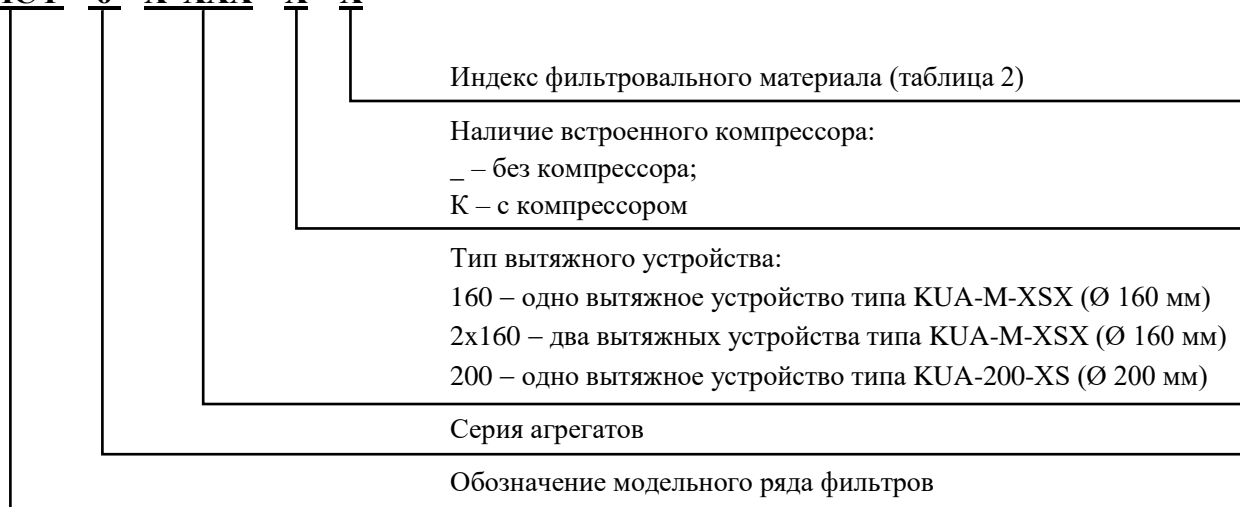 Индекс фильтровального материала (таблица 2)
Наличие встроенного компрессора:
_ – без компрессора;
К – с компрессором
Тип вытяжного устройства:
160 – одно вытяжное устройство типа KUA-M-XSX (Ø 160 мм)
2х160 – два вытяжных устройства типа KUA-M-XSX (Ø 160 мм)
200 – одно вытяжное устройство типа KUA-200-XS (Ø 200 мм)
Серия агрегатов
Обозначение модельного ряда фильтров